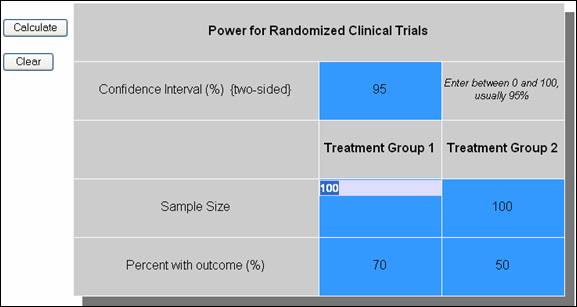 Calculate
Clear
Power for Randomized Clinical Trials
Confidence Interval (%) {two-sided}
95
Enter between 0 and 100,
usually 95%
Treatment Group 1
Treatment Group 2
Sample Size
100
100
Percent with outcome (%)
70
50